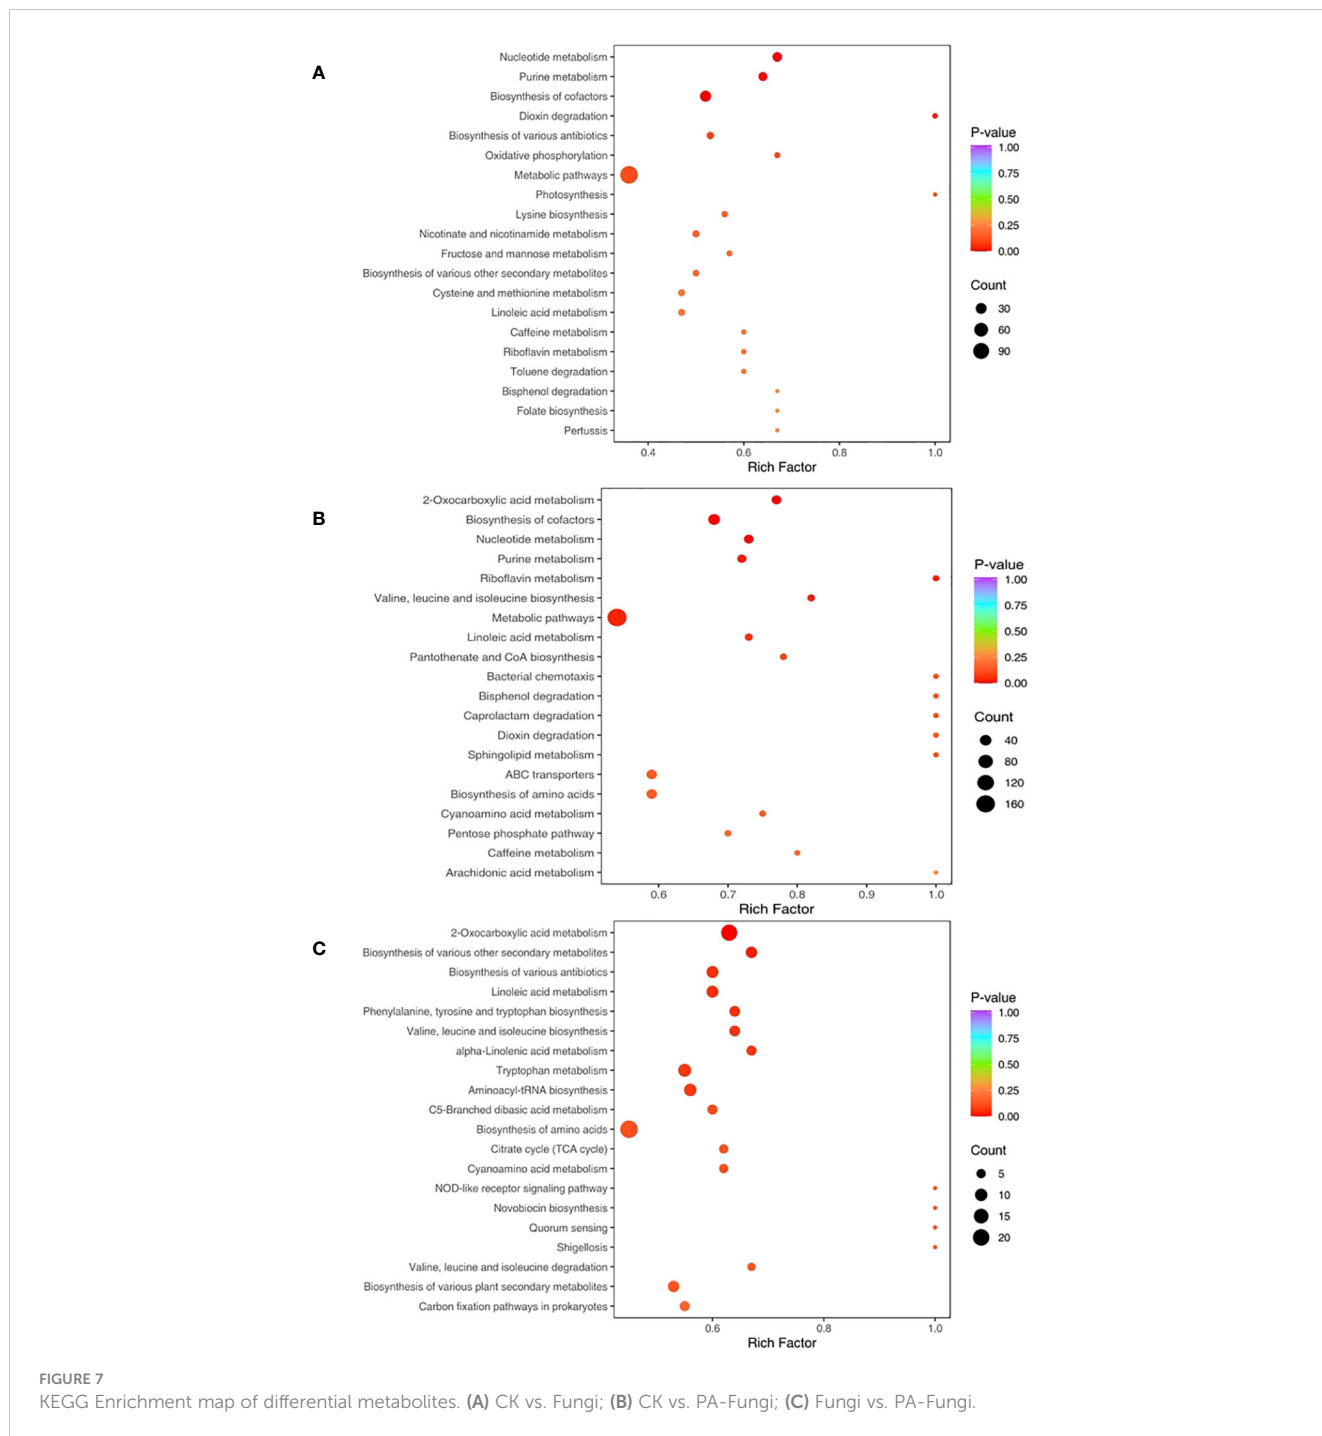 A
Nucleotide metabolism
Purine metabolism
Biosynthesis of cofactors
Dioxin degradation
Biosynthesis of various antibiotics
Oxidative phosphorylation
Metabolic pathways
Photosynthesis
Lysine biosynthesis
Nicotinate and nicotinamide metabolism
Fructose and mannose metabolism
Biosynthesis of various other secondary metabolites
Cysteine and methionine metabolism
Linoleic acid metabolism
Caffeine metabolism
Riboflavin metabolism
Toluene degradation
Bisphenol degradation
Folate biosynthesis
Pertussis
0.4 0.6 0.8 1.0
Rich Factor
P-value
1.00
0.75
0.50
0.25
0.00
Count
30
60
90
B
2-Oxocarboxylic acid metabolism
Biosynthesis of cofactors
Nucleotide metabolism
Purine metabolism
Riboflavin metabolism
Valine, leucine and isoleucine biosynthesis
Metabolic pathways
Linoleic acid metabolism
Pantothenate and CoA biosynthesis
Bacterial chemotaxis
Bisphenol degradation
Caprolactam degradation
Dioxin degradation
Sphingolipid metabolism
ABC transporters
Biosynthesis of amino acids
Cyanoamino acid metabolism
Pentose phosphate pathway
Caffeine metabolism
Arachidonic acid metabolism
0.6 0.7 0.8 0.9 1.0
Rich Factor
P-value
1.00
0.75
0.50
0.25
0.00
Count
40
80
120
160
C
2-Oxocarboxylic acid metabolism
Biosynthesis of various other secondary metabolites
Biosynthesis of various antibiotics
Linoleic acid metabolism
Phenylalanine, tyrosine and tryptophan biosynthesis
Valine, leucine and isoleucine biosynthesis
alpha-Linolenic acid metabolism
Tryptophan metabolism
Aminoacyl-tRNA biosynthesis
C5-Branched dibasic acid metabolism
Biosynthesis of amino acids
Citrate cycle (TCA cycle)
Cyanoamino acid metabolism
NOD-like receptor signaling pathway
Novobiocin biosynthesis
Quorum sensing
Shigellosis
Valine, leucine and isoleucine degradation
Biosynthesis of various plant secondary metabolites
Carbon fixation pathways in prokaryotes
0.6 0.8 1.0
Rich Factor
P-value
1.00
0.75
0.50
0.25
0.00
Count
5
10
15
20
FIGURE 7
KEGG Enrichment map of differential metabolites. (A) CK vs. Fungi; (B) CK vs. PA-Fungi; (C) Fungi vs. PA-Fungi.